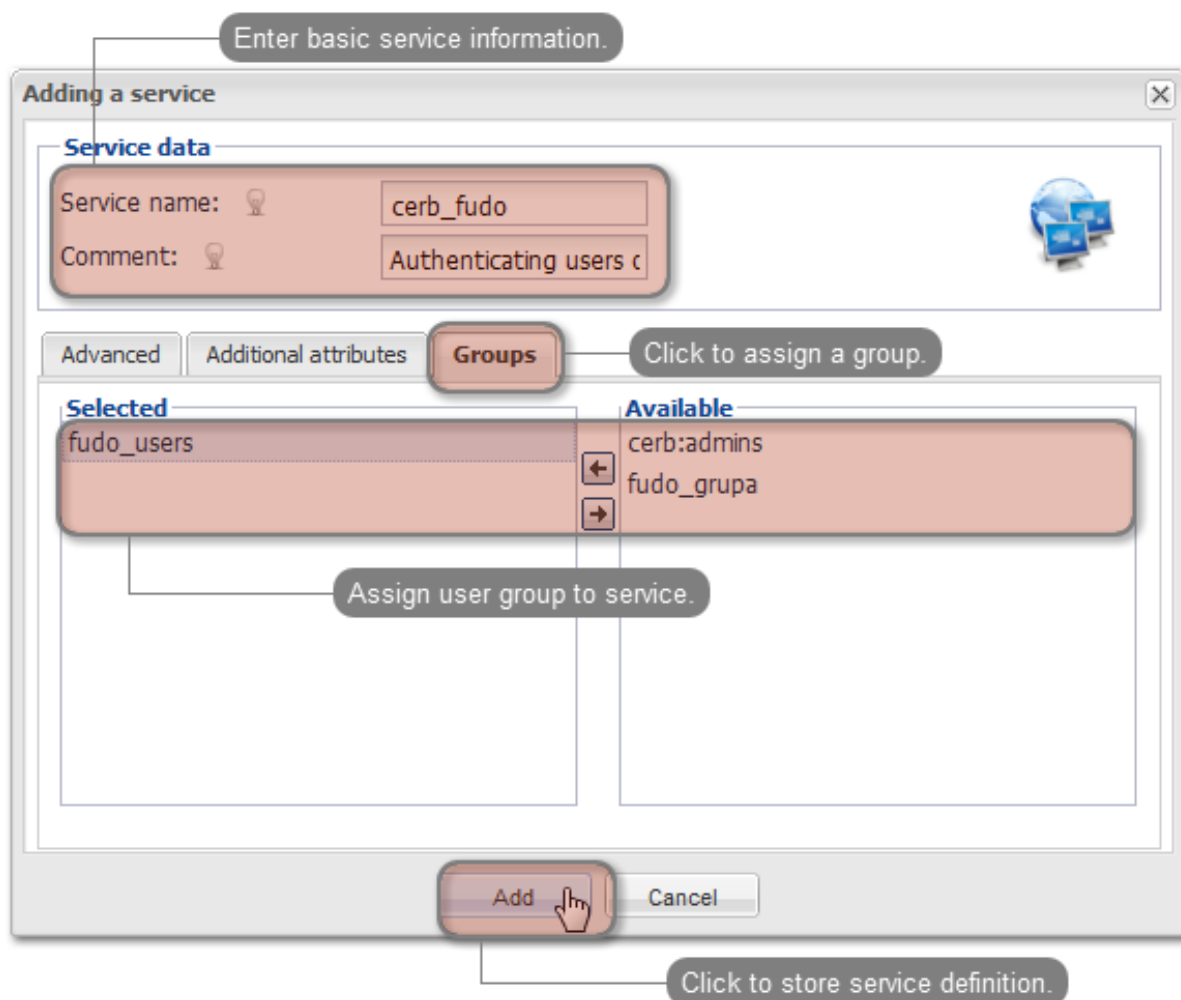 Enter basic service information.
Adding a service
Service data
Service name:
cerb_fudo
Comment:
Authenticating users
Advanced
Additional attributes
Groups
Click to assign a group.
Selected
Available
fudo_users
cerb:admins
fudo_grupa
Assign user group to service.
Add
Cancel
Click to store service definition.